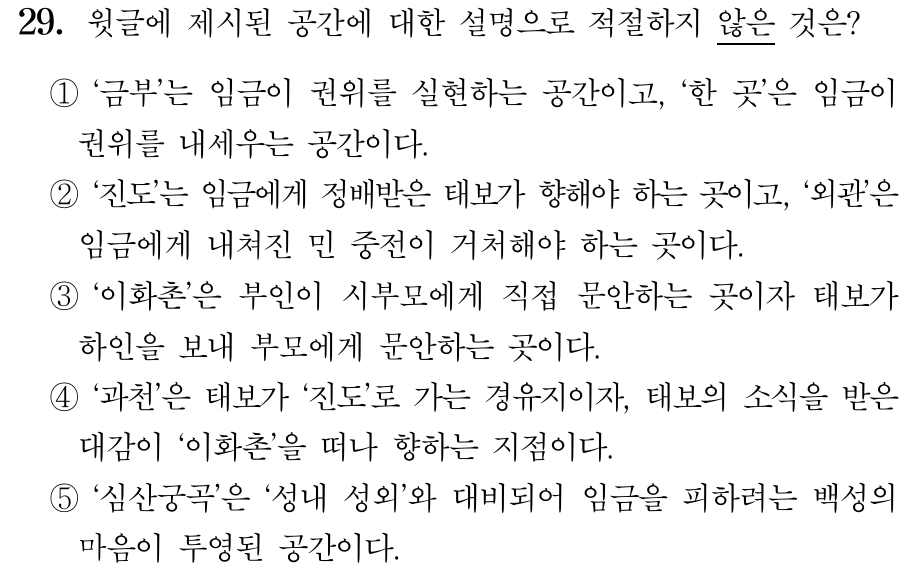 29. 윗글에 제시된 공간에 대한 설명으로 적절하지 않은 것은?
① ‘금부’는 임금이 권위를 실현하는 공간이고, ‘한 곳’은 임금이
권위를 내세우는 공간이다.
② ‘진도’는 임금에게 정배받은 태보가 향해야 하는 곳이고, ‘외관’은
임금에게 내쳐진 민 중전이 거처해야 하는 곳이다.
③ ‘이화촌’은 부인이 시부모에게 직접 문안하는 곳이자 태보가
하인을 보내 부모에게 문안하는 곳이다.
④ ‘과천’은 태보가 ‘진도’로 가는 경유지이자, 태보의 소식을 받은
대감이 ‘이화촌’을 떠나 향하는 지점이다.
⑤ ‘심산궁곡’은 ‘성내 성외’와 대비되어 임금을 피하려는 백성의
마음이 투영된 공간이다.